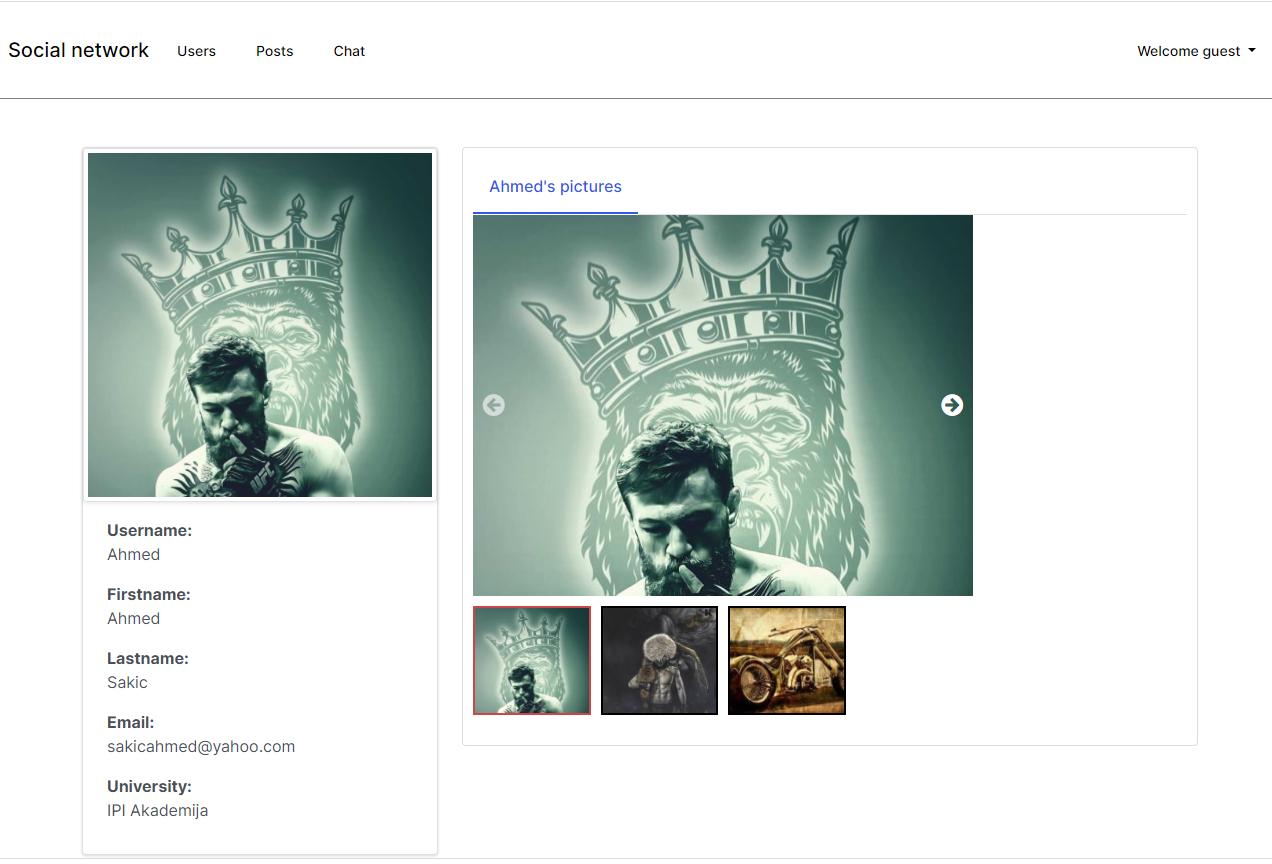 Social network
Users
Posts
Chat
Welcome guest
Ahmed's pictures
UFC
Username:
Ahmed
Firstname:
Ahmed
Lastname:
Sakic
Email:
sakicahmed@yahoo.com
University:
IPI Akademija